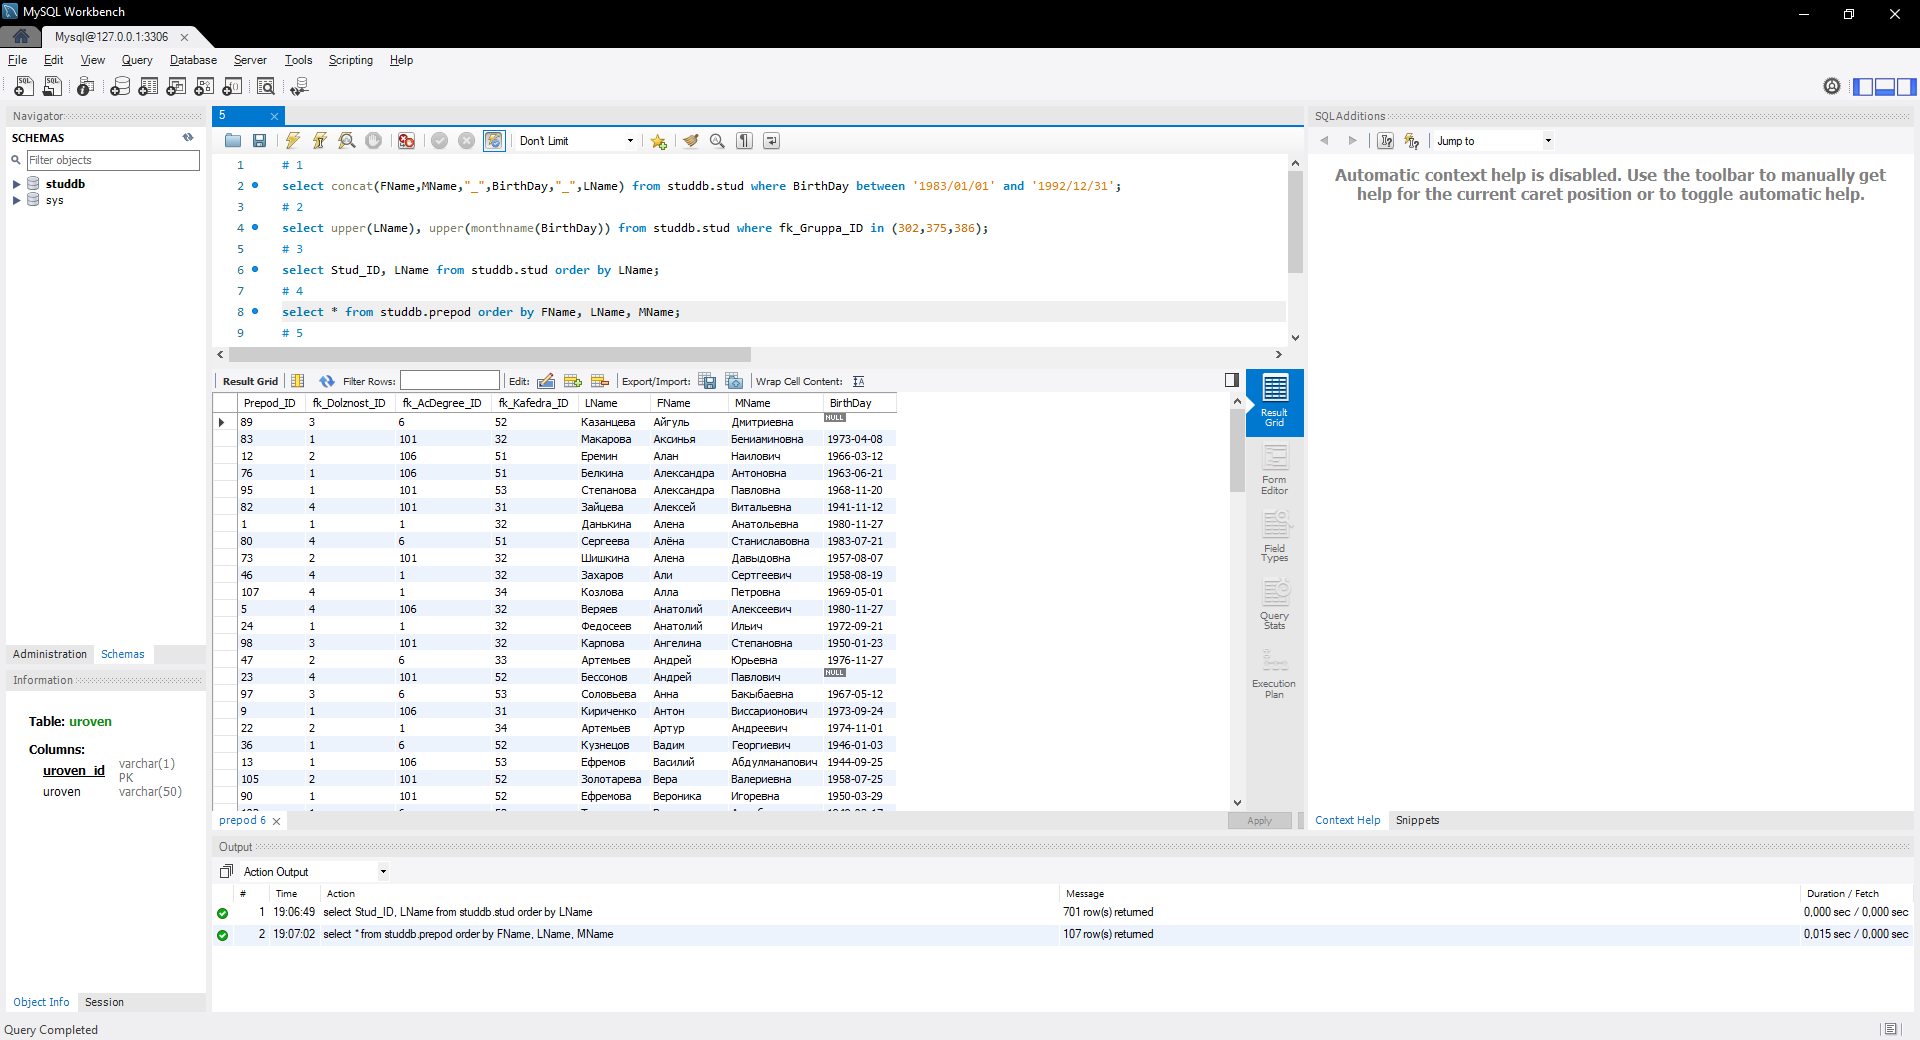 MySQL Workbench
Mysql@127.0.0.1:3306
File Edit View Query Database Server Tools Scripting Help
Navigator
SCHEMAS
Filter objects
studdb
sys
Administration Schemas
Information
Table: uroven
Columns:
uroven_id varchar(1) PK
uroven varchar(50)
Object Info Session
5
Don't Limit
1 # 1
2 select concat(FName,MName,"_",BirthDay,"_",LName) from studdb.stud where BirthDay between '1983/01/01' and '1992/12/31';
3 # 2
4 select upper(LName), upper(monthname(BirthDay)) from studdb.stud where fk_Gruppa_ID in (302,375,386);
5 # 3
6 select Stud_ID, LName from studdb.stud order by LName;
7 # 4
8 select * from studdb.prepod order by FName, LName, MName;
9 # 5
Result Grid Filter Rows: Edit: Export/Import: Wrap Cell Content:
Prepod_ID fk_Dolznost_ID fk_AcDegree_ID fk_Kafedra_ID LName FName MName BirthDay
89 3 6 52 Казанцева Айгуль Дмитриевна NULL
83 1 101 32 Макарова Аксинья Бениаминовна 1973-04-08
12 2 106 51 Еремин Алан Наилович 1966-03-12
76 1 106 51 Белкина Александра Антоновна 1963-06-21
95 1 101 53 Степанова Александра Павловна 1968-11-20
82 4 101 31 Зайцева Алексей Витальевна 1941-11-12
1 1 1 32 Данькина Алена Анатольевна 1980-11-27
80 4 6 51 Сергеева Алёна Станиславовна 1983-07-21
73 2 101 32 Шишкина Алена Давыдовна 1957-08-07
46 4 1 32 Захаров Али Сертгеевич 1958-08-19
107 4 1 34 Козлова Алла Петровна 1969-05-01
5 4 106 32 Веряев Анатолий Алексеевич 1980-11-27
24 1 1 32 Федосеев Анатолий Ильич 1972-09-21
98 3 101 32 Карпова Ангелина Степановна 1950-01-23
47 2 6 33 Артемьев Андрей Юрьевна 1976-11-27
23 4 101 52 Бессонов Андрей Павлович NULL
97 3 6 53 Соловьева Анна Бакыбаевна 1967-05-12
9 1 106 31 Кириченко Антон Виссарионович 1973-09-24
22 2 1 34 Артемьев Артур Андреевич 1974-11-01
36 1 6 52 Кузнецов Вадим Георгиевич 1946-01-03
13 1 106 53 Ефремов Василий Абдулманапович 1944-09-25
105 2 101 52 Золотарева Вера Валериевна 1958-07-25
90 1 101 52 Ефремова Вероника Игоревна 1950-03-29
prepod 6
Apply
Result Grid
Form Editor
Field Types
Query Stats
Execution Plan
SQLAdditions
Jump to
Automatic context help is disabled. Use the toolbar to manually get
help for the current caret position or to toggle automatic help.
Context Help Snippets
Output
Action Output
# Time Action Message Duration / Fetch
1 19:06:49 select Stud_ID, LName from studdb.stud order by LName 701 row(s) returned 0,000 sec / 0,000 sec
2 19:07:02 select * from studdb.prepod order by FName, LName, MName 107 row(s) returned 0,015 sec / 0,000 sec
Query Completed